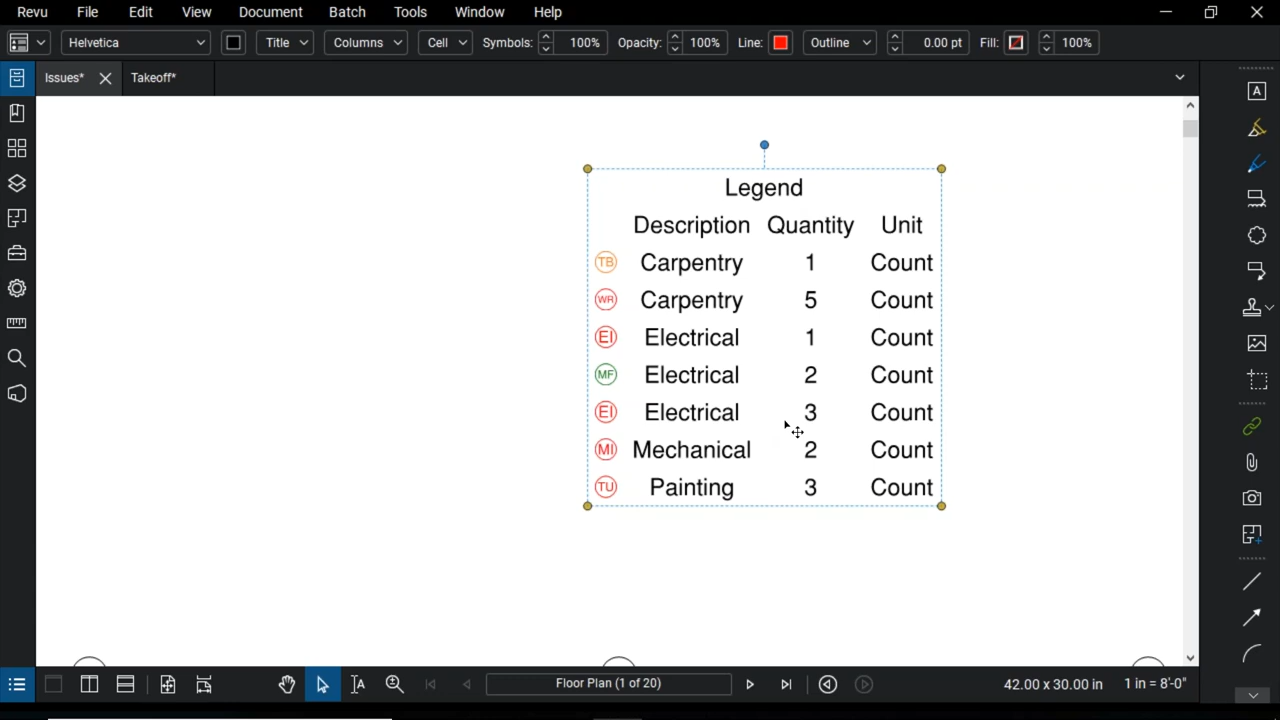 Revu File Edit View Document Batch Tools Window Help
Helvetica Title Columns Cell Symbols: 100% Opacity: 100% Line: Outline 0.00 pt Fill: 100%
Issues* Takeoff*
A
Legend
Description Quantity Unit
TB Carpentry 1 Count
WR Carpentry 5 Count
EI Electrical 1 Count
MF Electrical 2 Count
EI Electrical 3 Count
MI Mechanical 2 Count
TU Painting 3 Count
Floor Plan (1 of 20) 42.00 x 30.00 in 1 in = 8'-0"